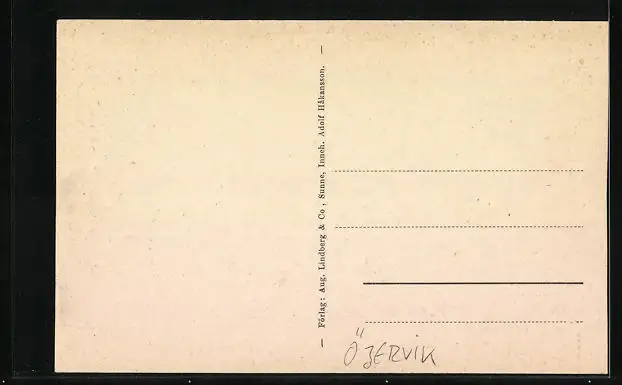 — Förlag: Aug. Lindberg & Co., Sunne, Inneh. Adolf Håkansson. —
ÖJERVIK